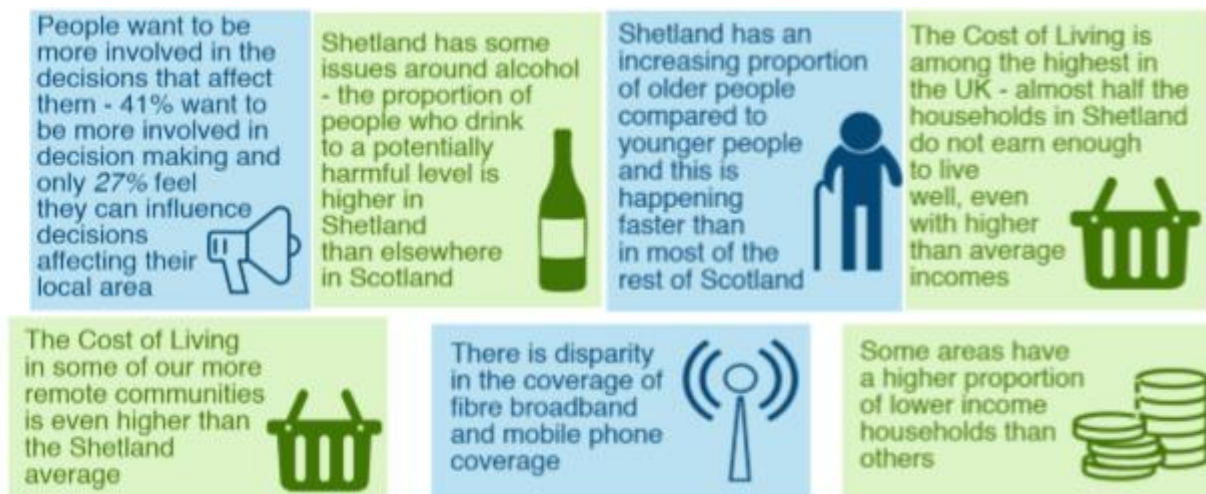 People want to be
more involved in the
decisions that affect
them - 41% want to
be more involved in
decision making and
only 27% feel
they can influence
decisions
affecting their
local area
Shetland has some
issues around alcohol
- the proportion of
people who drink
to a potentially
harmful level is
higher in
Shetland
than elsewhere
in Scotland
Shetland has an
increasing proportion
of older people
compared to
younger people
and this is
happening
faster than
in most of the
rest of Scotland
The Cost of Living is
among the highest in
the UK - almost half the
households in Shetland
do not earn enough
to live
well, even
with higher
than average
incomes
The Cost of Living
in some of our more
remote communities
is even higher than
the Shetland
average
There is disparity
in the coverage of
fibre broadband
and mobile phone
coverage
Some areas have
a higher proportion
of lower income
households than
others